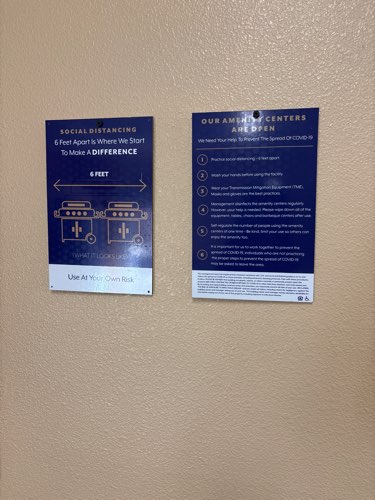 SOCIAL DISTANCING
6 Feet Apart Is Where We Start
To Make A DIFFERENCE
6 FEET
WHAT IT LOOKS LIKE
Use At Your Own Risk
OUR AMENITY CENTERS
ARE OPEN
We Need Your Help To Prevent The Spread Of COVID-19
1 Practice social distancing - 6 feet apart.
2 Wash your hands before using the facility.
3 Wear your Transmission Mitigation Equipment (TME).
Masks and gloves are the best practices.
4 Management disinfects the amenity centers regularly.
However, your help is needed. Please wipe down all of the
equipment, tables, chairs and barbeque centers after use.
5 Self regulate the number of people using the amenity
centers at one time - Be kind, limit your use so others can
enjoy the amenity too.
6 It is important for us to work together to prevent the
spread of COVID 19, individuals who are not practicing
the proper steps to prevent the spread of COVID-19
may be asked to leave the area.